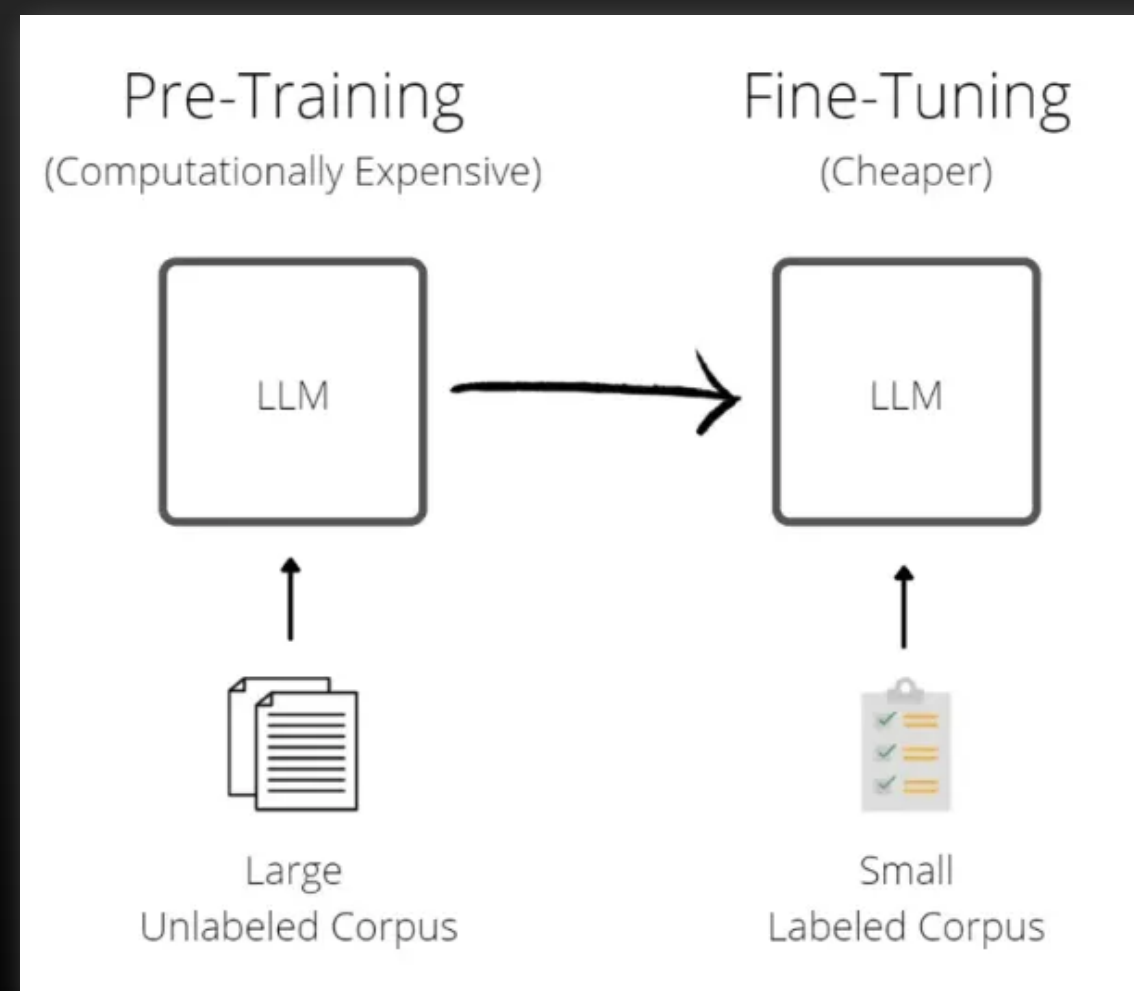 Pre-Training
(Computationally Expensive)
LLM
Large
Unlabeled Corpus
Fine-Tuning
(Cheaper)
LLM
Small
Labeled Corpus